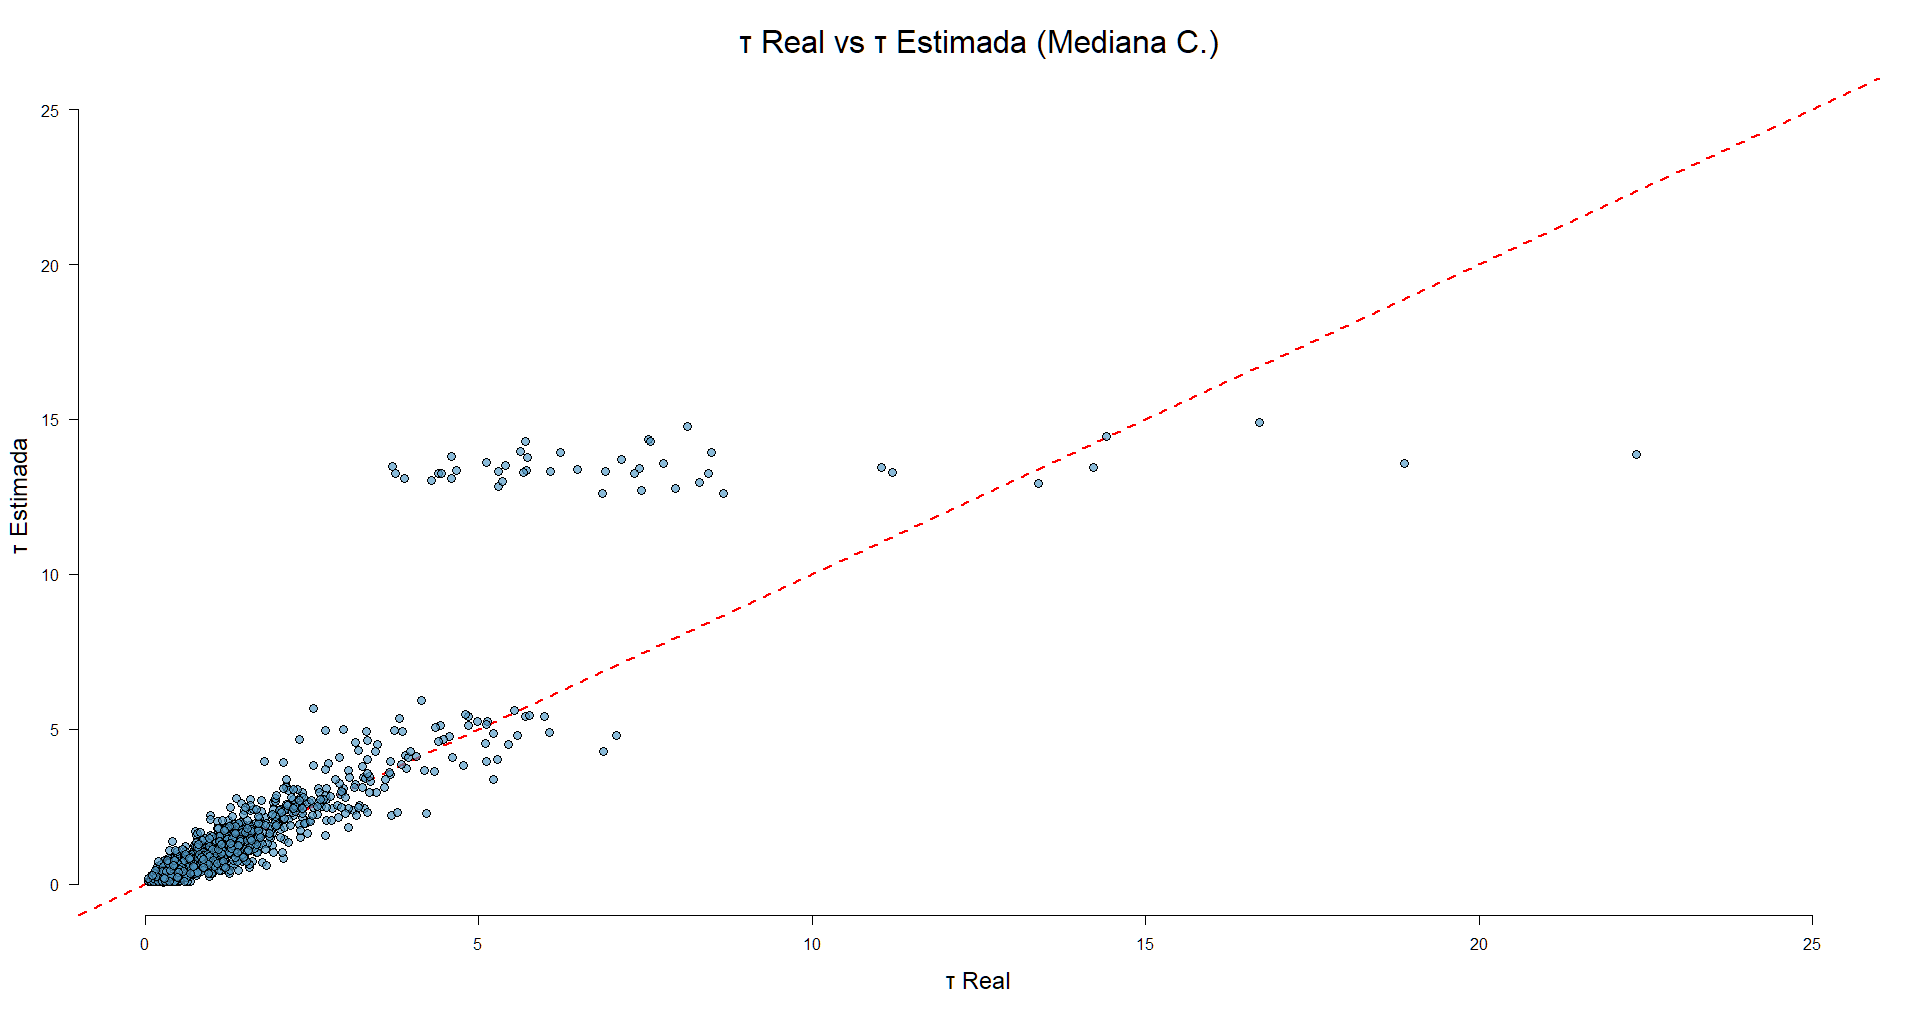 τ Real vs τ Estimada (Mediana C.)
25
20
15
10
5
0
τ Estimada
0 5 10 15 20 25
τ Real